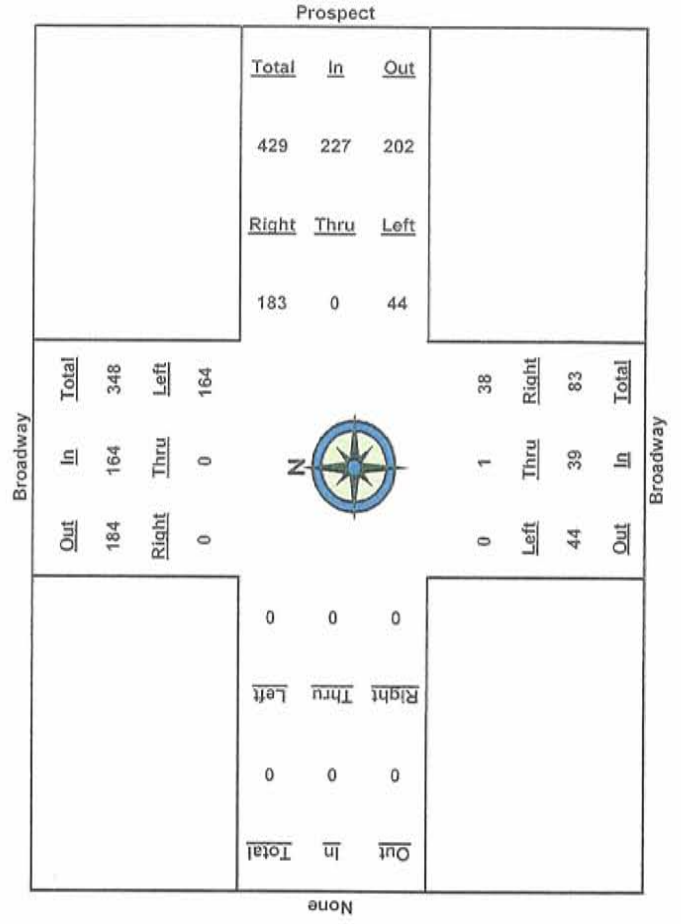 Prospect
Total In Out
429 227 202
Right Thru Left
183 0 44
Broadway
Out In Total
184 164 348
Right Thru Left
0 0 164
N
0 1 38
Left Thru Right
44 39 83
Out In Total
Broadway
0 0 0
Left Thru Right
0 0 0
Total In Out
None